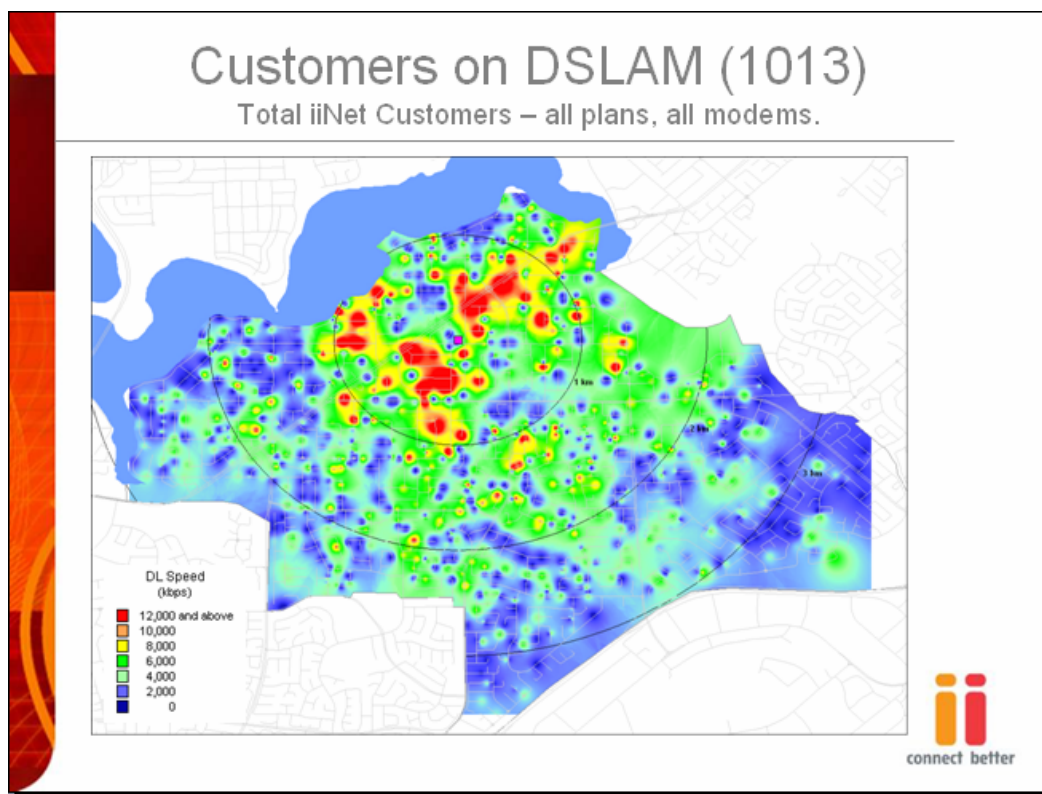 Customers on DSLAM (1013)
Total iiNet Customers – all plans, all modems.
1 km
2 km
3 km
DL Speed
(kbps)
12,000 and above
10,000
8,000
6,000
4,000
2,000
0
ii
connect better